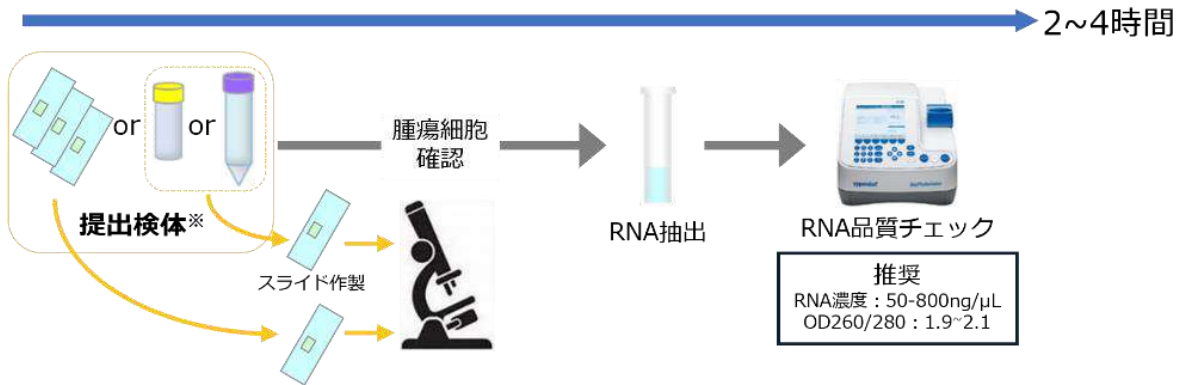 2~4時間
or
or
提出検体※
腫瘍細胞
確認
スライド作製
RNA抽出
RNA品質チェック
推奨
RNA濃度：50-800ng/μL
OD260/280：1.9~2.1